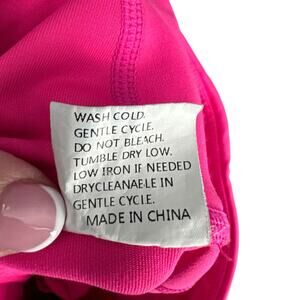 WASH COLD.
GENTLE CYCLE.
DO NOT BLEACH.
TUMBLE DRY LOW.
LOW IRON IF NEEDED
DRYCLEANAELE IN
GENTLE CYCLE.
MADE IN CHINA